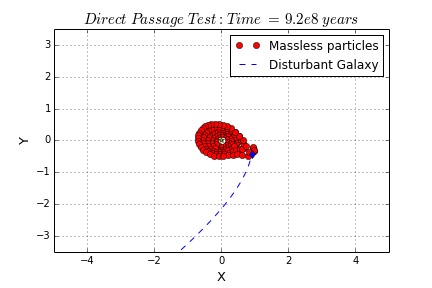 Direct Passage Test : Time = 9.2e8 years
Massless particles
Disturbant Galaxy
3
2
1
0
−1
−2
−3
Y
−4
−2
0
2
4
X